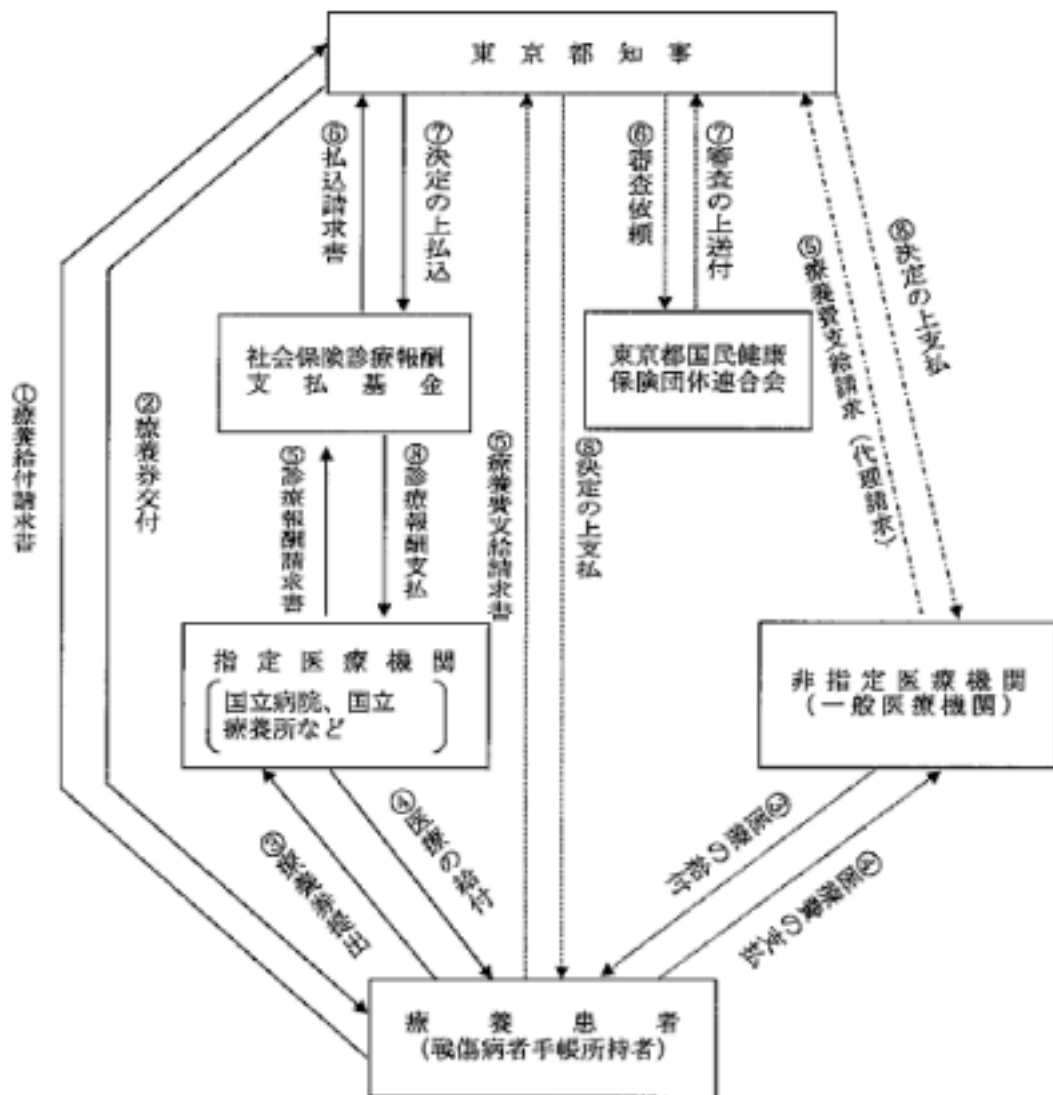 東京都知事
⑥払込請求書
⑦決定の上払込
⑥審査依頼
⑦審査の上送付
⑤療養費支給請求(代理請求)
⑧決定の上支払
社会保険診療報酬
支払基金
東京都国民健康
保険団体連合会
①療養給付請求書
②療養券交付
⑤診療報酬請求書
⑧診療報酬支払
⑤療養費支給請求書
⑧決定の上支払
指定医療機関
国立病院、国立
療養所など
非指定医療機関
(一般医療機関)
③療養券提出
④医療の給付
③医療の給付
④医療費の支払
療養患者
(戦傷病者手帳所持者)